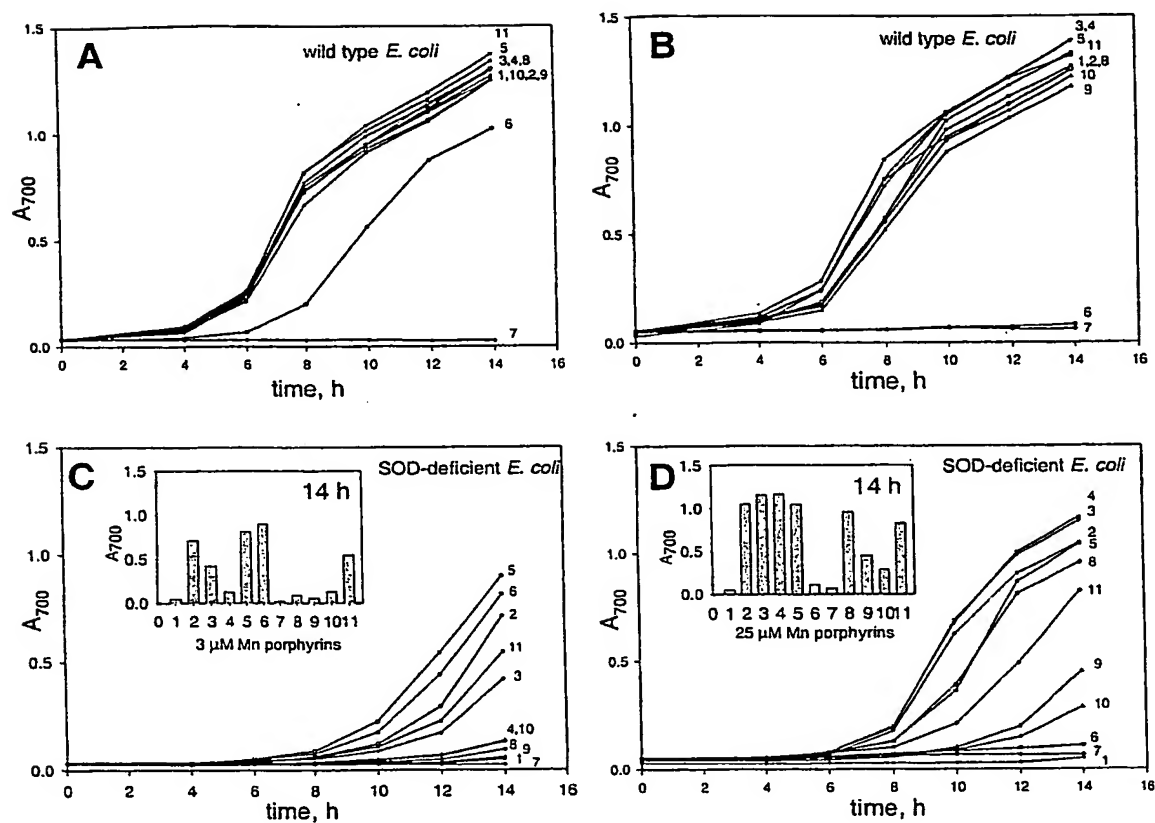 A
wild type E. coli
1.5
1.0
0.5
0.0
A700
0 2 4 6 8 10 12 14 16
time, h
11
5
3,4,8
1,10,2,9
6
7
B
wild type E. coli
1.5
1.0
0.5
0.0
A700
0 2 4 6 8 10 12 14 16
time, h
3,4
5 11
1,2,8
10
9
6
7
C
SOD-deficient E. coli
1.5
1.0
0.5
0.0
A700
0 2 4 6 8 10 12 14 16
time, h
14 h
1.5
1.0
0.5
0.0
A700
0 1 2 3 4 5 6 7 8 9 10 11
3 µM Mn porphyrins
5
6
2
11
3
4,10
8 9
1 7
D
SOD-deficient E. coli
1.5
1.0
0.5
0.0
A700
0 2 4 6 8 10 12 14 16
time, h
14 h
1.5
1.0
0.5
0.0
A700
0 1 2 3 4 5 6 7 8 9 10 11
25 µM Mn porphyrins
4
3
2
5
8
11
9
10
6
7
1